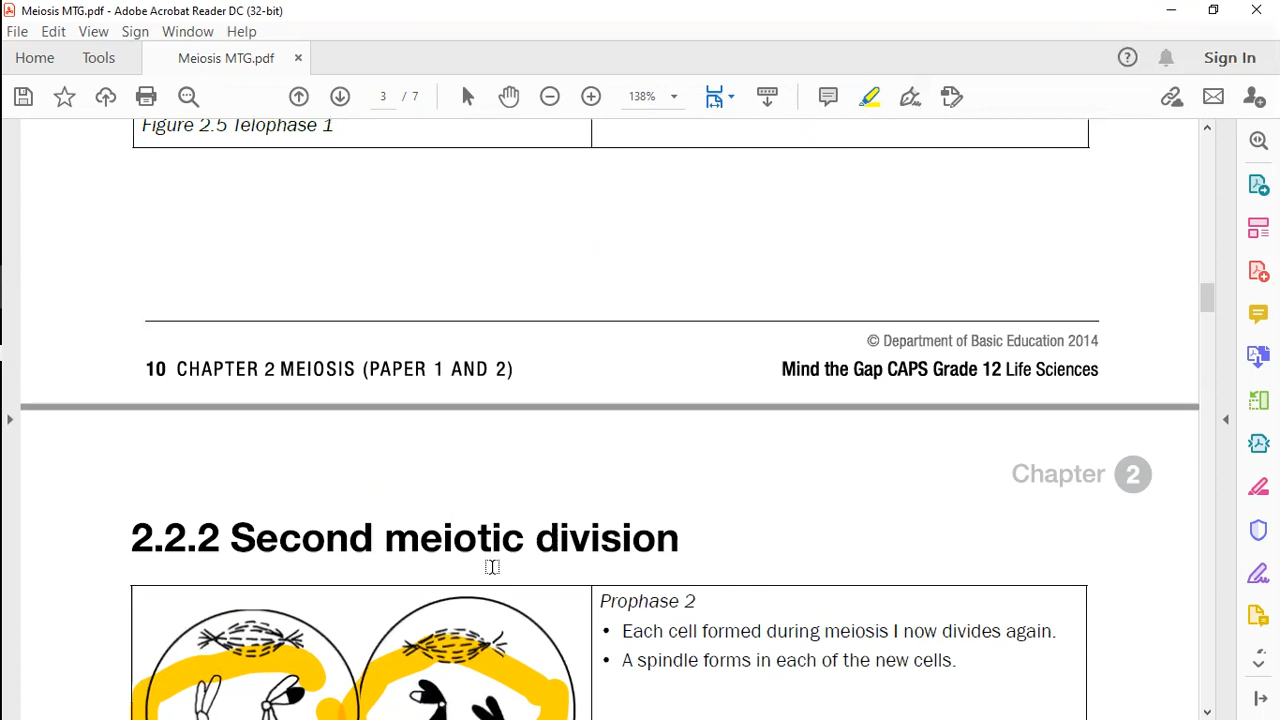 Meiosis MTG.pdf - Adobe Acrobat Reader DC (32-bit)
File Edit View Sign Window Help
Home Tools Meiosis MTG.pdf × Sign In
3 / 7 138%
Figure 2.5 Telophase 1
© Department of Basic Education 2014
10 CHAPTER 2 MEIOSIS (PAPER 1 AND 2) Mind the Gap CAPS Grade 12 Life Sciences
Chapter 2
2.2.2 Second meiotic division
Prophase 2
• Each cell formed during meiosis I now divides again.
• A spindle forms in each of the new cells.